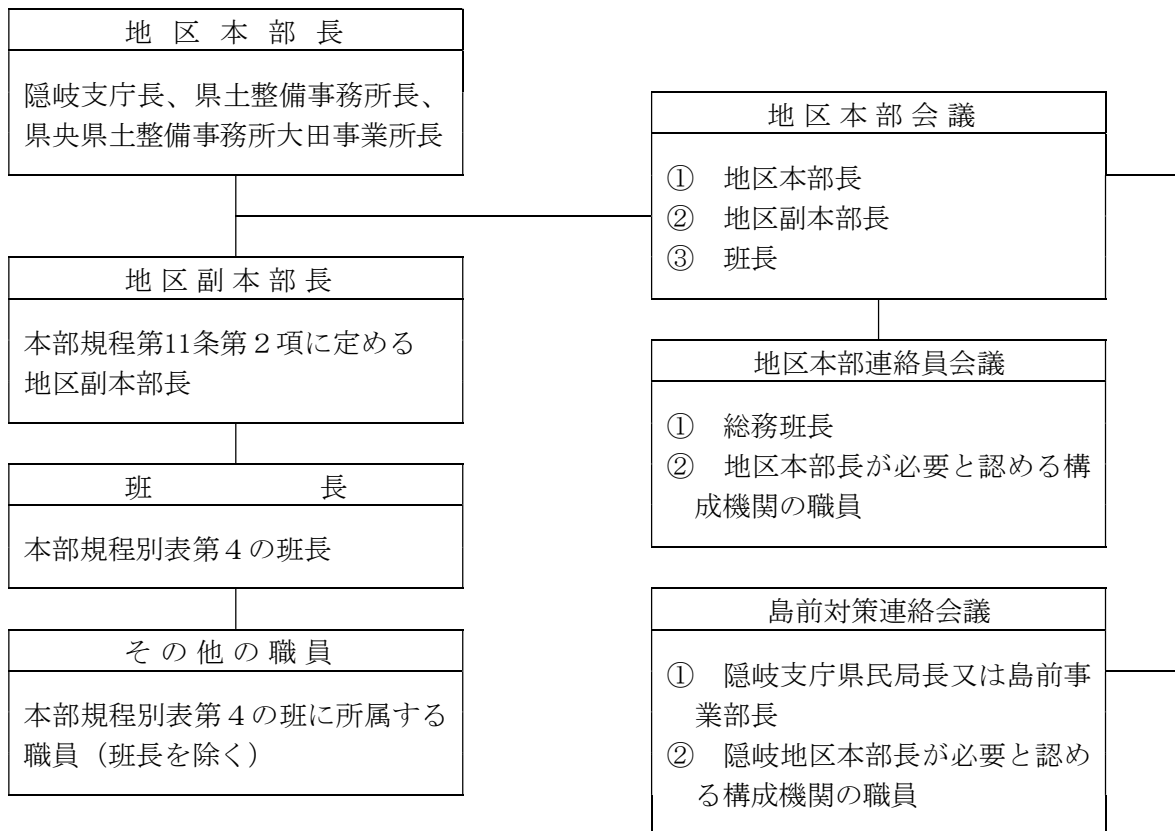 地区本部長
隠岐支庁長、県土整備事務所長、
県央県土整備事務所大田事業所長
地区副本部長
本部規程第11条第２項に定める
地区副本部長
班　　　　　　　長
本部規程別表第４の班長
その他の職員
本部規程別表第４の班に所属する
職員（班長を除く）
地区本部会議
①　地区本部長
②　地区副本部長
③　班長
地区本部連絡員会議
①　総務班長
②　地区本部長が必要と認める構
成機関の職員
島前対策連絡会議
①　隠岐支庁県民局長又は島前事
業部長
②　隠岐地区本部長が必要と認め
る構成機関の職員